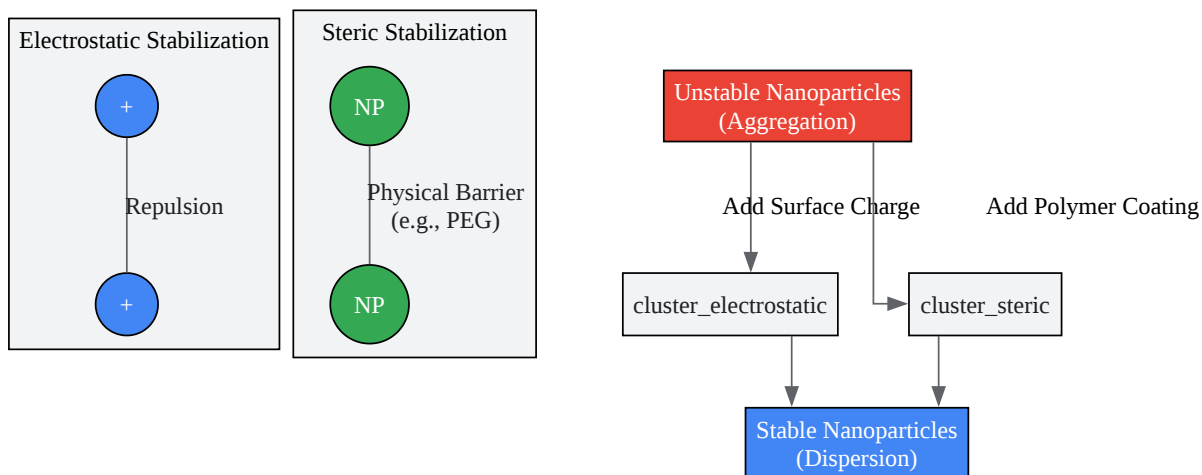 Electrostatic Stabilization
+
Repulsion
+
Steric Stabilization
NP
Physical Barrier
(e.g., PEG)
NP
Unstable Nanoparticles
(Aggregation)
Add Surface Charge
Add Polymer Coating
cluster_electrostatic
cluster_steric
Stable Nanoparticles
(Dispersion)